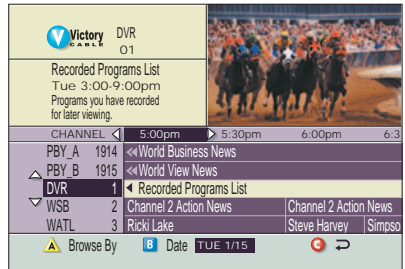 Victory CABLE
DVR
01
Recorded Programs List
Tue 3:00-9:00pm
Programs you have recorded
for later viewing.
CHANNEL 5:00pm 5:30pm 6:00pm 6:3
PBY_A 1914 World Business News
PBY_B 1915 World View News
DVR 1 Recorded Programs List
WSB 2 Channel 2 Action News Channel 2 Action News
WATL 3 Ricki Lake Steve Harvey Simpso
A Browse By B Date TUE 1/15 C